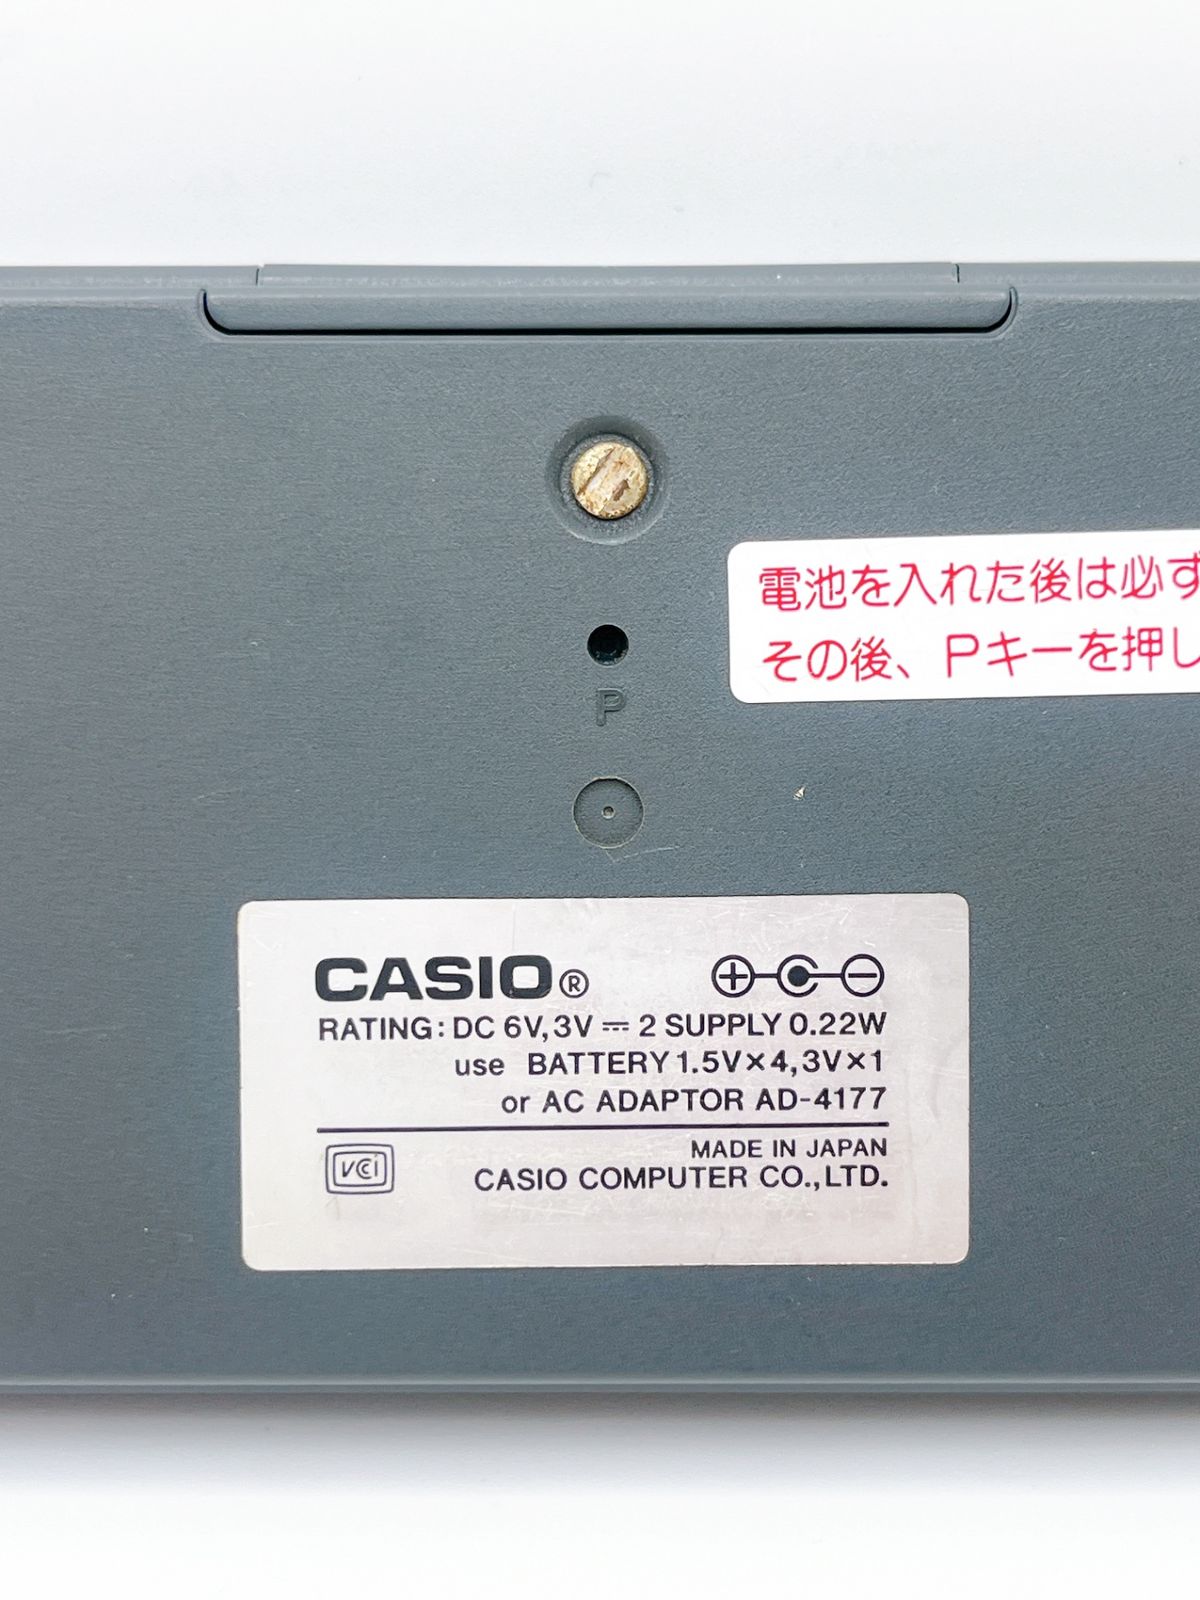 電池を入れた後は必ず
その後、Pキーを押し
P
CASIO®
RATING: DC 6V, 3V ⎓ 2 SUPPLY 0.22W
use BATTERY 1.5V×4, 3V×1
or AC ADAPTOR AD-4177
VCCI
MADE IN JAPAN
CASIO COMPUTER CO., LTD.